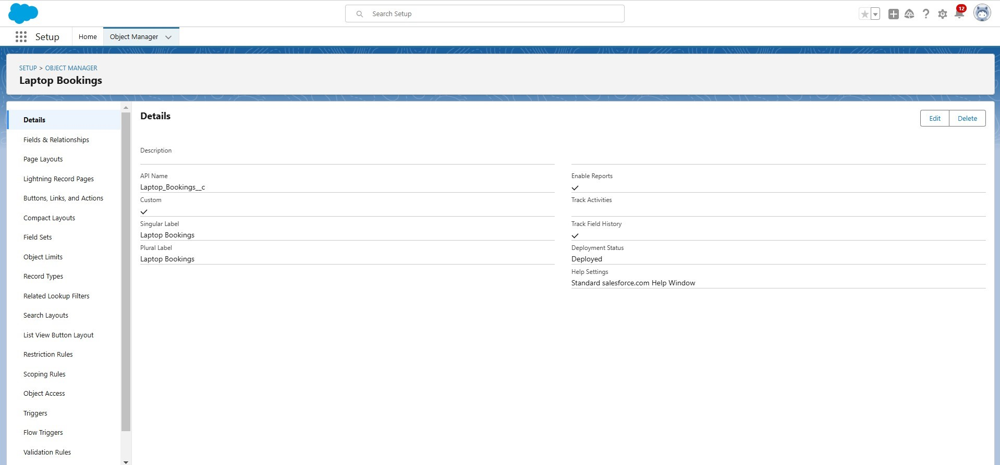 Search Setup
12
Setup
Home
Object Manager
SETUP > OBJECT MANAGER
Laptop Bookings
Details
Fields & Relationships
Page Layouts
Lightning Record Pages
Buttons, Links, and Actions
Compact Layouts
Field Sets
Object Limits
Record Types
Related Lookup Filters
Search Layouts
List View Button Layout
Restriction Rules
Scoping Rules
Object Access
Triggers
Flow Triggers
Validation Rules
Details
Edit
Delete
Description
API Name
Laptop_Bookings__c
Custom
Singular Label
Laptop Bookings
Plural Label
Laptop Bookings
Enable Reports
Track Activities
Track Field History
Deployment Status
Deployed
Help Settings
Standard salesforce.com Help Window